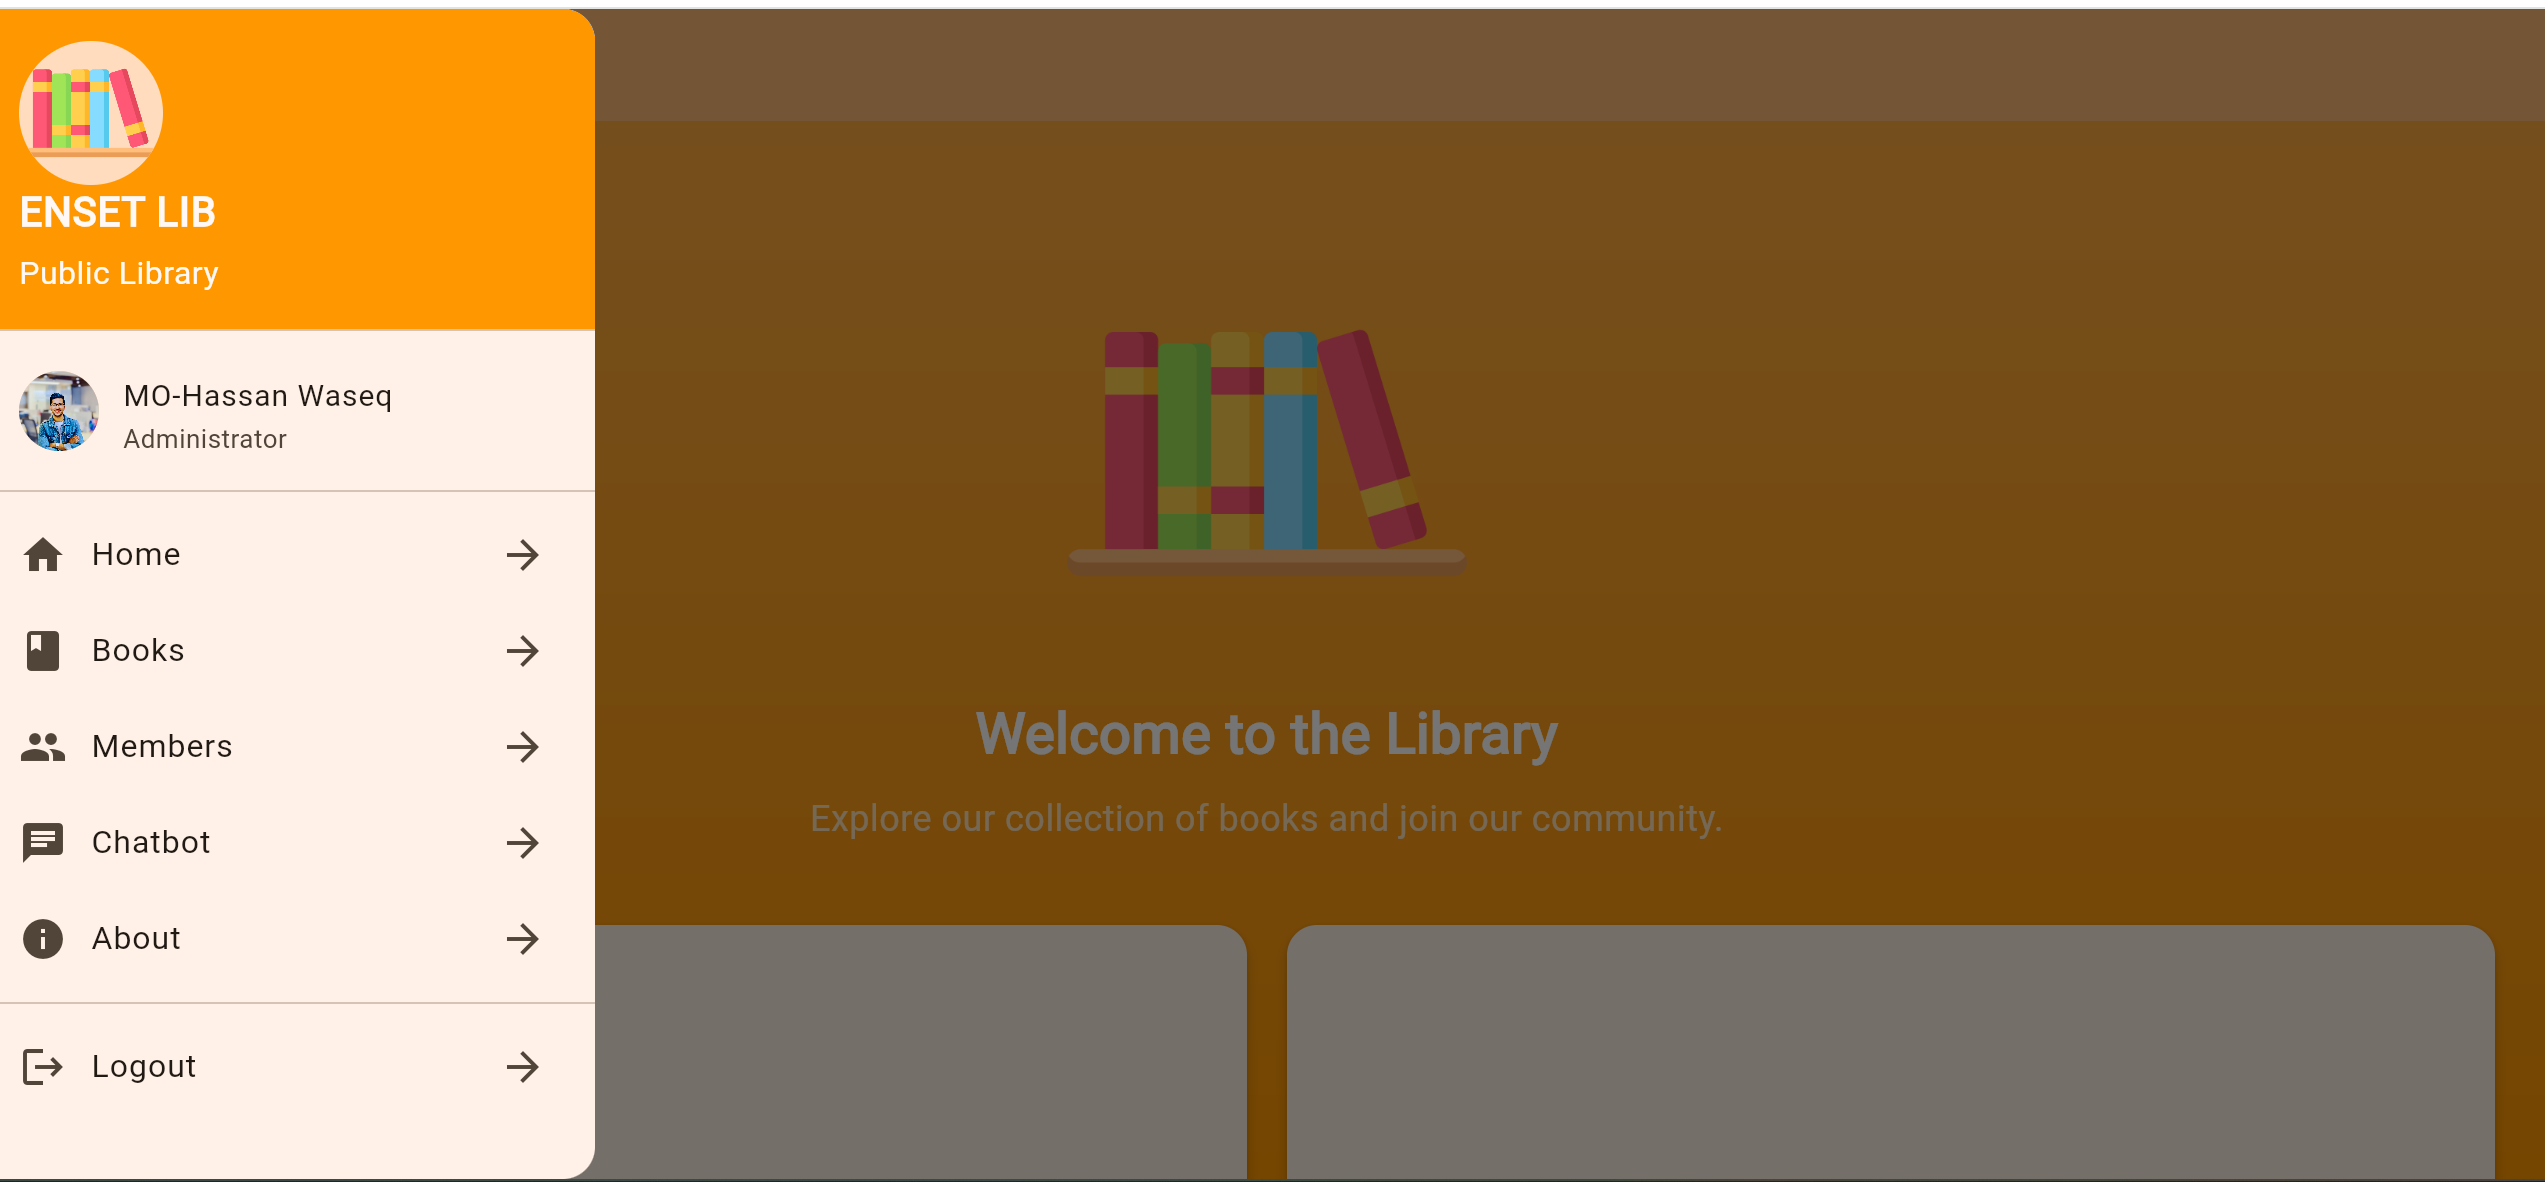 ENSET LIB
Public Library
MO-Hassan Waseq
Administrator
Home
Books
Members
Chatbot
About
Logout
Welcome to the Library
Explore our collection of books and join our community.